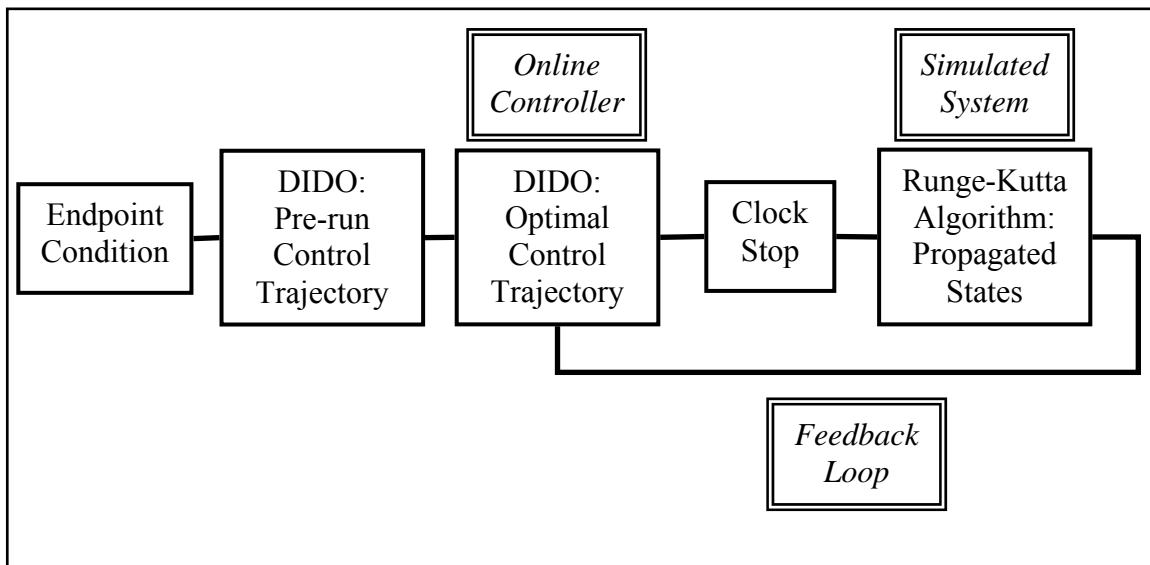 Online
Controller
Simulated
System
Endpoint
Condition
DIDO:
Pre-run
Control
Trajectory
DIDO:
Optimal
Control
Trajectory
Clock
Stop
Runge-Kutta
Algorithm:
Propagated
States
Feedback
Loop